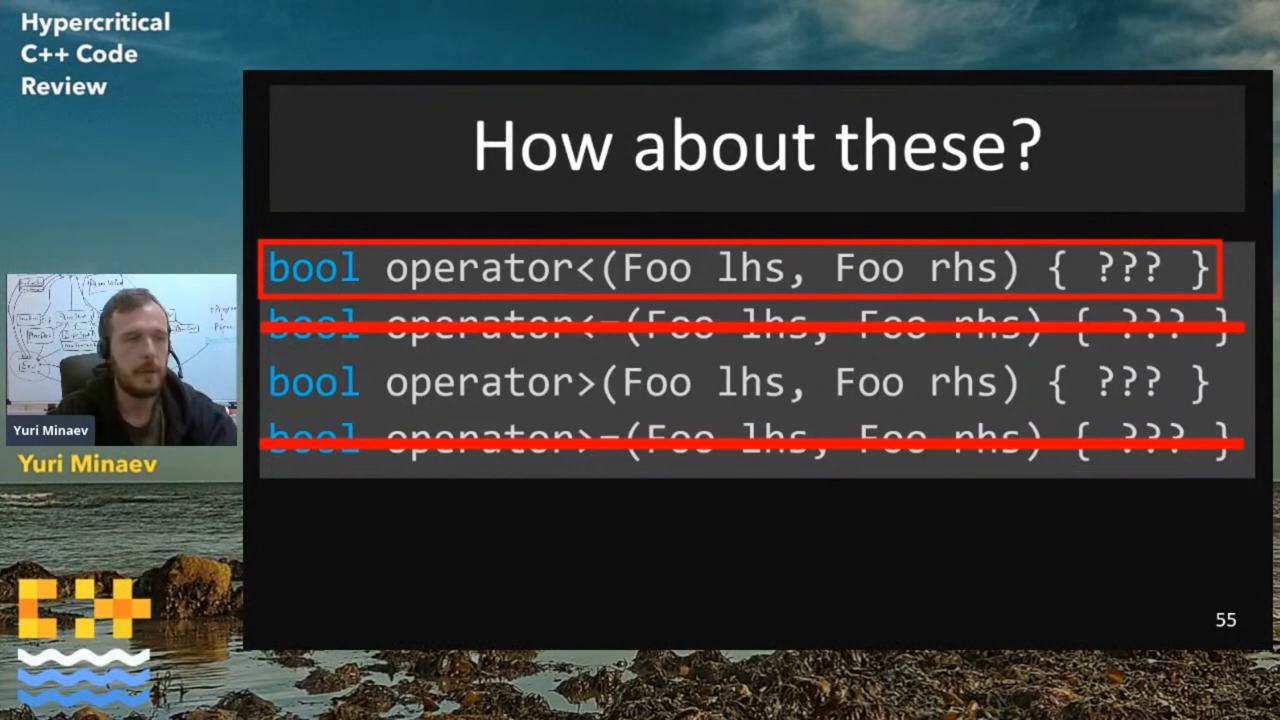 Hypercritical
C++ Code
Review
How about these?
bool operator<(Foo lhs, Foo rhs) { ??? }
bool operator<=(Foo lhs, Foo rhs) { ??? }
bool operator>(Foo lhs, Foo rhs) { ??? }
bool operator>=(Foo lhs, Foo rhs) { ??? }
Yuri Minaev
Yuri Minaev
C++
55